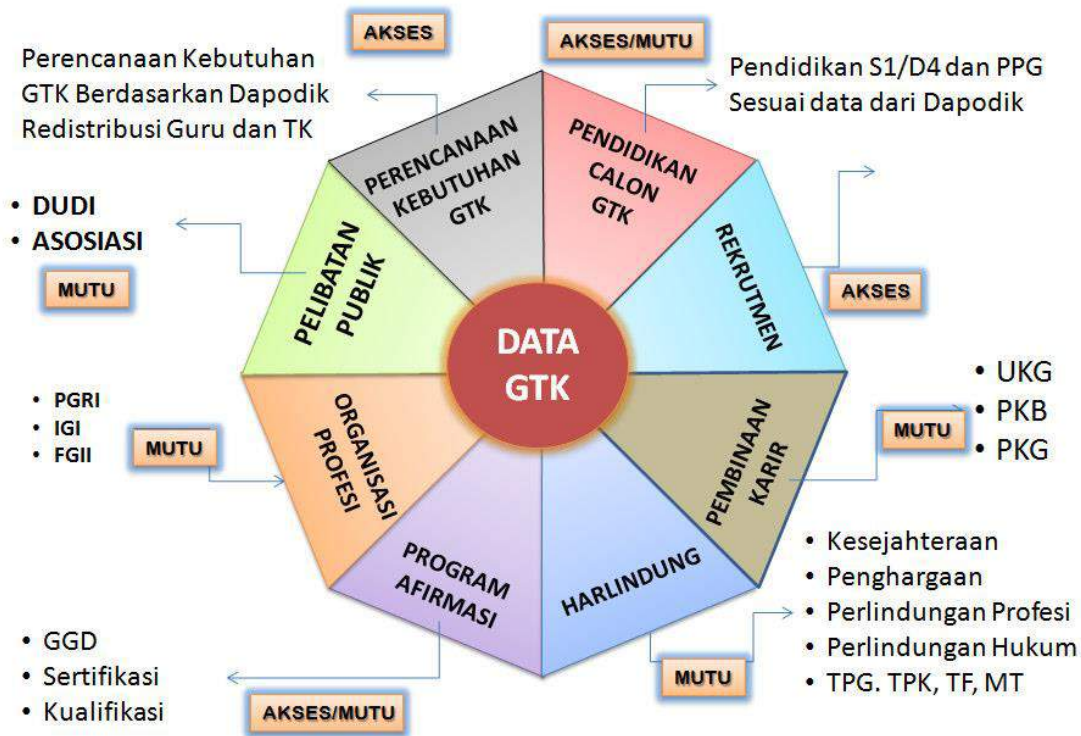 AKSES
Perencanaan Kebutuhan
GTK Berdasarkan Dapodik
Redistribusi Guru dan TK
AKSES/MUTU
Pendidikan S1/D4 dan PPG
Sesuai data dari Dapodik
PERENCANAAN
KEBUTUHAN
GTK
PENDIDIKAN
CALON
GTK
• DUDI
• ASOSIASI
MUTU
PELIBATAN
PUBLIK
REKRUTMEN
AKSES
DATA
GTK
• PGRI
• IGI
• FGII
MUTU
ORGANISASI
PROFESI
PEMBINAAN
KARIR
MUTU
• UKG
• PKB
• PKG
PROGRAM
AFIRMASI
HARLINDUNG
• GGD
• Sertifikasi
• Kualifikasi
AKSES/MUTU
MUTU
• Kesejahteraan
• Penghargaan
• Perlindungan Profesi
• Perlindungan Hukum
• TPG. TPK, TF, MT